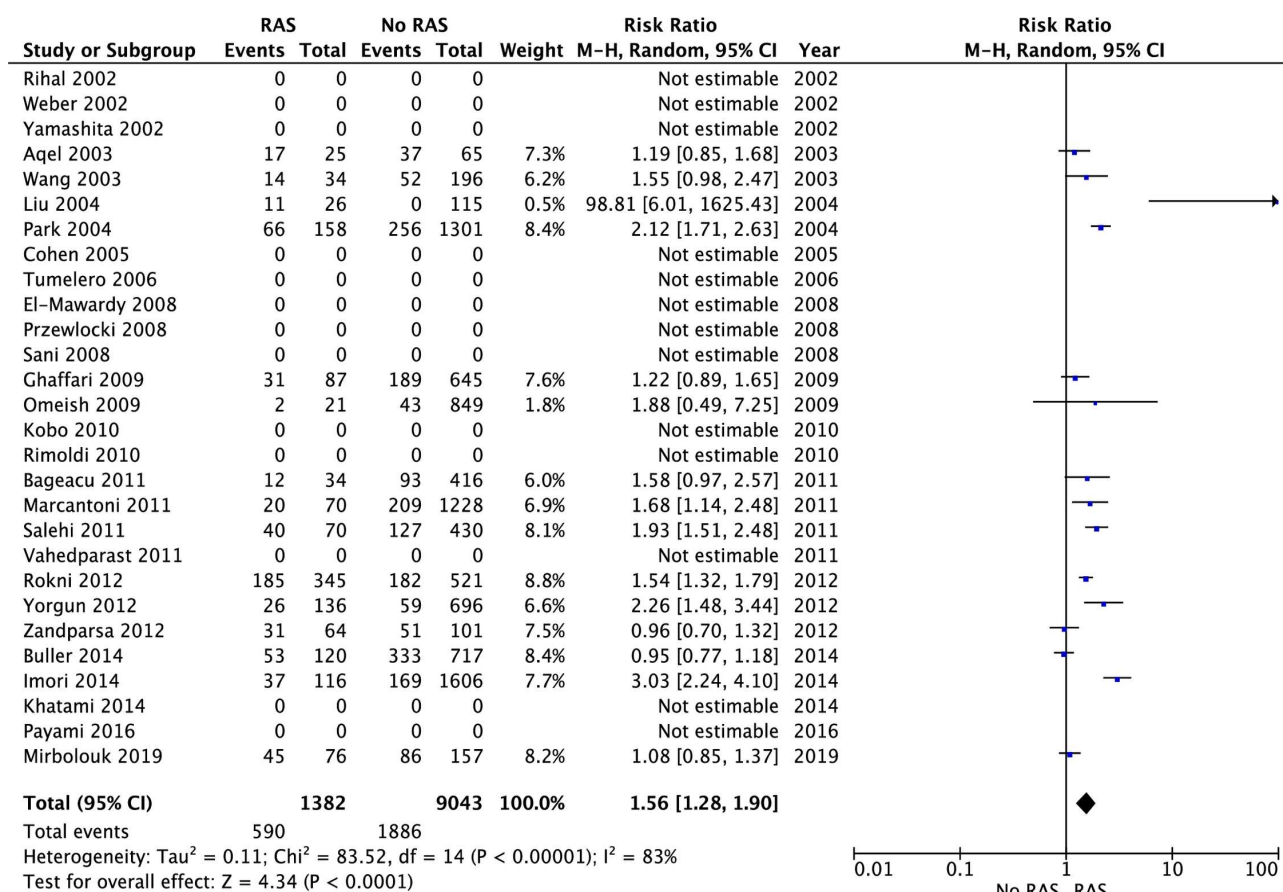 RAS No RAS Risk Ratio Risk Ratio
Study or Subgroup Events Total Events Total Weight M-H, Random, 95% CI Year M-H, Random, 95% CI
Rihal 2002 0 0 0 0 Not estimable 2002
Weber 2002 0 0 0 0 Not estimable 2002
Yamashita 2002 0 0 0 0 Not estimable 2002
Aqel 2003 17 25 37 65 7.3% 1.19 [0.85, 1.68] 2003
Wang 2003 14 34 52 196 6.2% 1.55 [0.98, 2.47] 2003
Liu 2004 11 26 0 115 0.5% 98.81 [6.01, 1625.43] 2004
Park 2004 66 158 256 1301 8.4% 2.12 [1.71, 2.63] 2004
Cohen 2005 0 0 0 0 Not estimable 2005
Tumelero 2006 0 0 0 0 Not estimable 2006
El-Mawardy 2008 0 0 0 0 Not estimable 2008
Przewlocki 2008 0 0 0 0 Not estimable 2008
Sani 2008 0 0 0 0 Not estimable 2008
Ghaffari 2009 31 87 189 645 7.6% 1.22 [0.89, 1.65] 2009
Omeish 2009 2 21 43 849 1.8% 1.88 [0.49, 7.25] 2009
Kobo 2010 0 0 0 0 Not estimable 2010
Rimoldi 2010 0 0 0 0 Not estimable 2010
Bageacu 2011 12 34 93 416 6.0% 1.58 [0.97, 2.57] 2011
Marcantoni 2011 20 70 209 1228 6.9% 1.68 [1.14, 2.48] 2011
Salehi 2011 40 70 127 430 8.1% 1.93 [1.51, 2.48] 2011
Vahedparast 2011 0 0 0 0 Not estimable 2011
Rokni 2012 185 345 182 521 8.8% 1.54 [1.32, 1.79] 2012
Yorgun 2012 26 136 59 696 6.6% 2.26 [1.48, 3.44] 2012
Zandparsa 2012 31 64 51 101 7.5% 0.96 [0.70, 1.32] 2012
Buller 2014 53 120 333 717 8.4% 0.95 [0.77, 1.18] 2014
Imori 2014 37 116 169 1606 7.7% 3.03 [2.24, 4.10] 2014
Khatami 2014 0 0 0 0 Not estimable 2014
Payami 2016 0 0 0 0 Not estimable 2016
Mirbolouk 2019 45 76 86 157 8.2% 1.08 [0.85, 1.37] 2019
Total (95% CI) 1382 9043 100.0% 1.56 [1.28, 1.90]
Total events 590 1886
Heterogeneity: Tau² = 0.11; Chi² = 83.52, df = 14 (P < 0.00001); I² = 83%
Test for overall effect: Z = 4.34 (P < 0.0001)
0.01 0.1 1 10 100
No RAS RAS